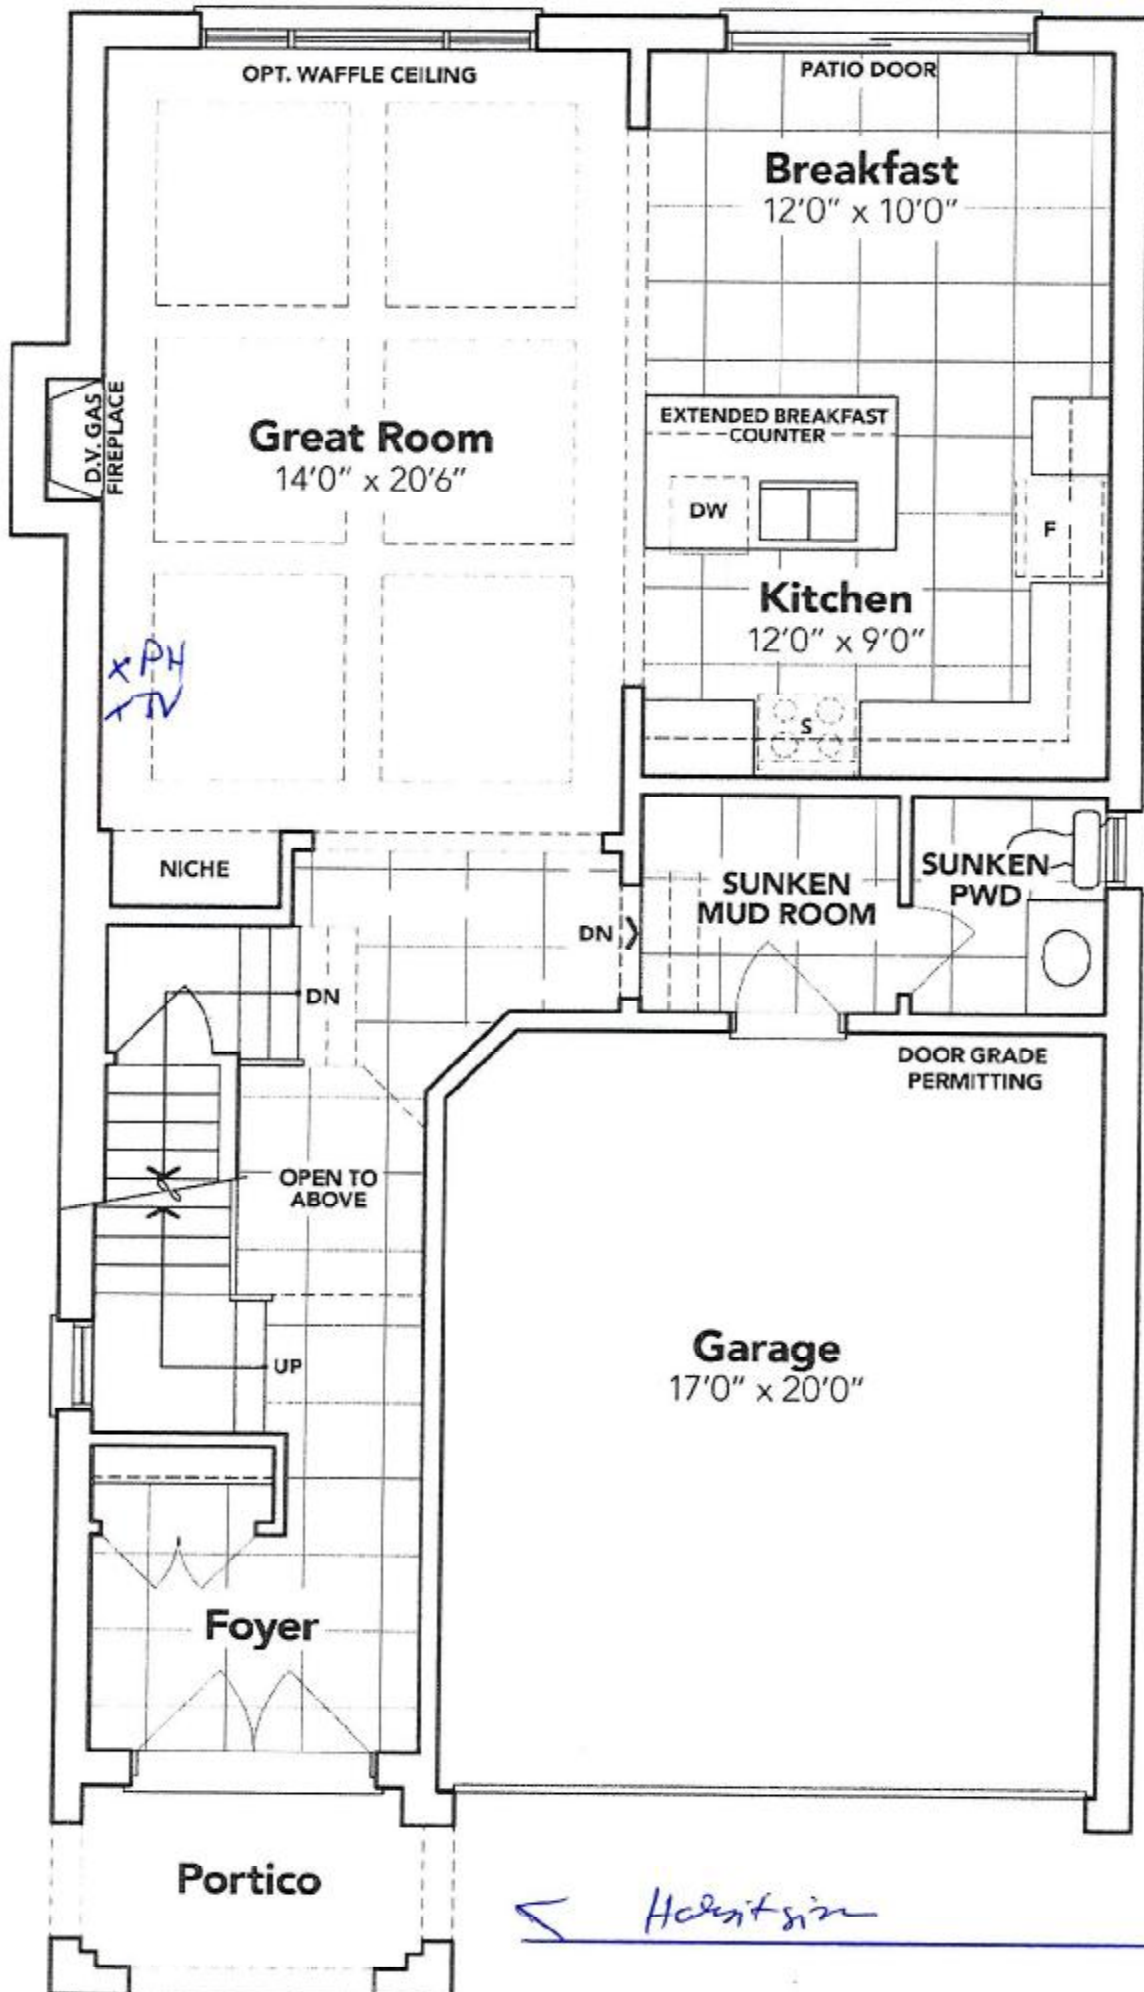 OPT. WAFFLE CEILING
PATIO DOOR
Breakfast
12'0" x 10'0"
D.V. GAS
FIREPLACE
Great Room
14'0" x 20'6"
EXTENDED BREAKFAST
COUNTER
DW
F
Kitchen
12'0" x 9'0"
x PH
x TV
S
NICHE
SUNKEN
MUD ROOM
SUNKEN
PWD
DN
DN
DOOR GRADE
PERMITTING
OPEN TO
ABOVE
UP
Garage
17'0" x 20'0"
Foyer
Portico